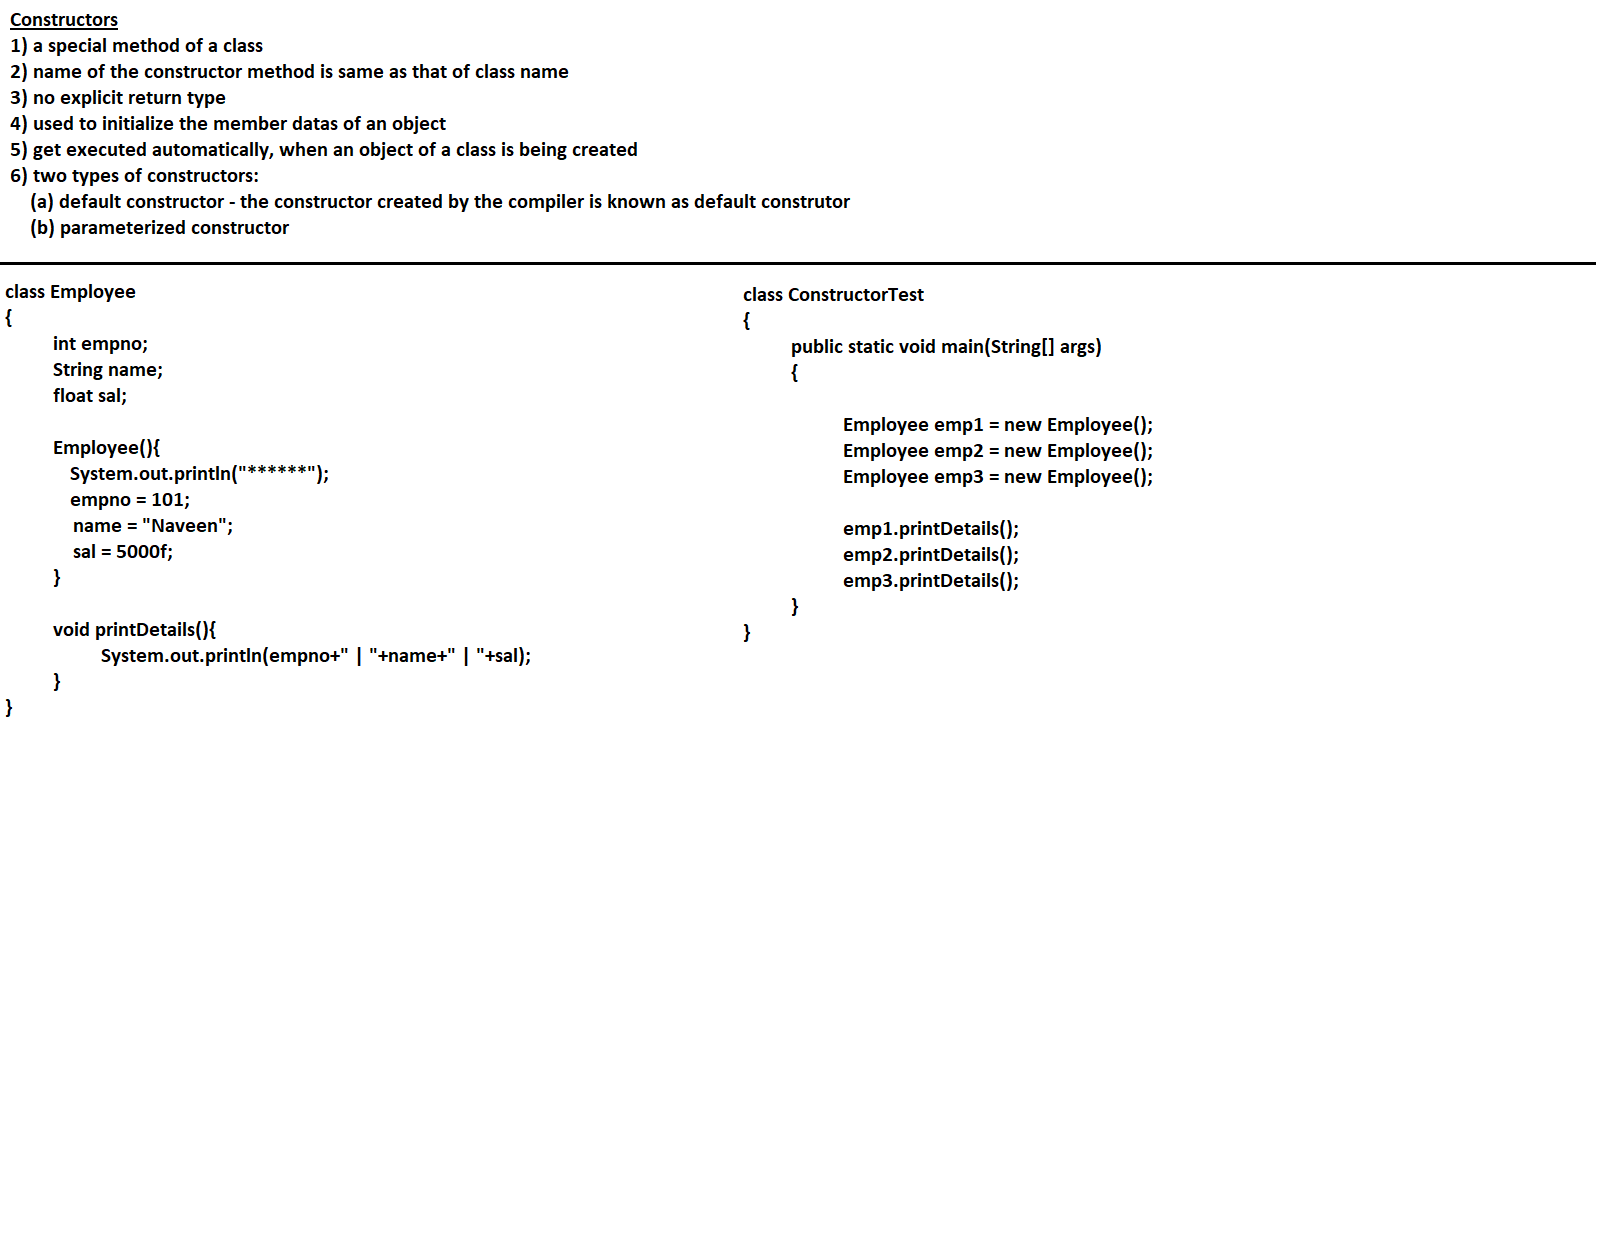 Constructors
1) a special method of a class
2) name of the constructor method is same as that of class name
3) no explicit return type
4) used to initialize the member datas of an object
5) get executed automatically, when an object of a class is being created
6) two types of constructors:
(a) default constructor - the constructor created by the compiler is known as default construtor
(b) parameterized constructor
class Employee
{
int empno;
String name;
float sal;
Employee(){
System.out.println("******");
empno = 101;
name = "Naveen";
sal = 5000f;
}
void printDetails(){
System.out.println(empno+" | "+name+" | "+sal);
}
}
class ConstructorTest
{
public static void main(String[] args)
{
Employee emp1 = new Employee();
Employee emp2 = new Employee();
Employee emp3 = new Employee();
emp1.printDetails();
emp2.printDetails();
emp3.printDetails();
}
}